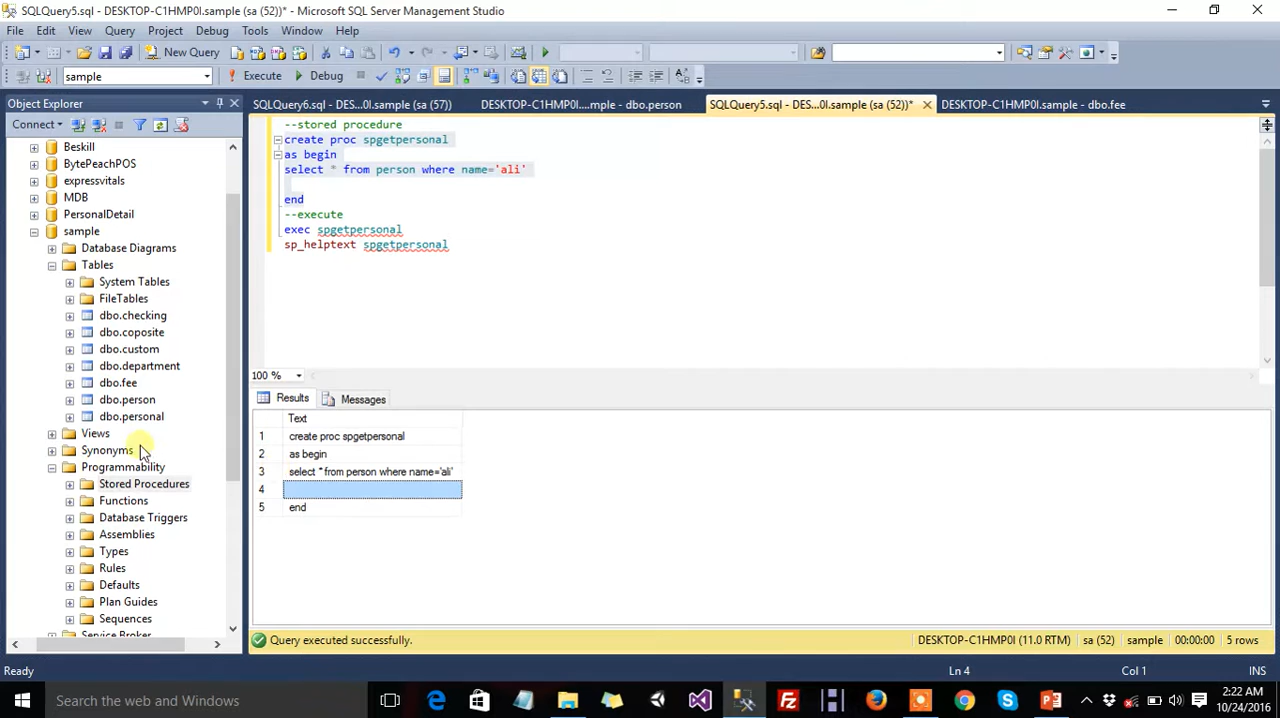 SQLQuery5.sql - DESKTOP-C1HMP0I.sample (sa (52))* - Microsoft SQL Server Management Studio
File Edit View Query Project Debug Tools Window Help
New Query
sample Execute Debug
Object Explorer
SQLQuery6.sql - DES...0I.sample (sa (57)) DESKTOP-C1HMP0I....mple - dbo.person SQLQuery5.sql - DES...0I.sample (sa (52))* DESKTOP-C1HMP0I.sample - dbo.fee
Connect
Beskill
BytePeachPOS
expressvitals
MDB
PersonalDetail
sample
Database Diagrams
Tables
System Tables
FileTables
dbo.checking
dbo.coposite
dbo.custom
dbo.department
dbo.fee
dbo.person
dbo.personal
Views
Synonyms
Programmability
Stored Procedures
Functions
Database Triggers
Assemblies
Types
Rules
Defaults
Plan Guides
Sequences
Service Broker
--stored procedure
create proc spgetpersonal
as begin
select * from person where name='ali'
end
--execute
exec spgetpersonal
sp_helptext spgetpersonal
100 %
Results Messages
Text
1 create proc spgetpersonal
2 as begin
3 select * from person where name='ali'
4
5 end
Query executed successfully. DESKTOP-C1HMP0I (11.0 RTM) sa (52) sample 00:00:00 5 rows
Ready Ln 4 Col 1 INS
Search the web and Windows
2:22 AM
10/24/2016